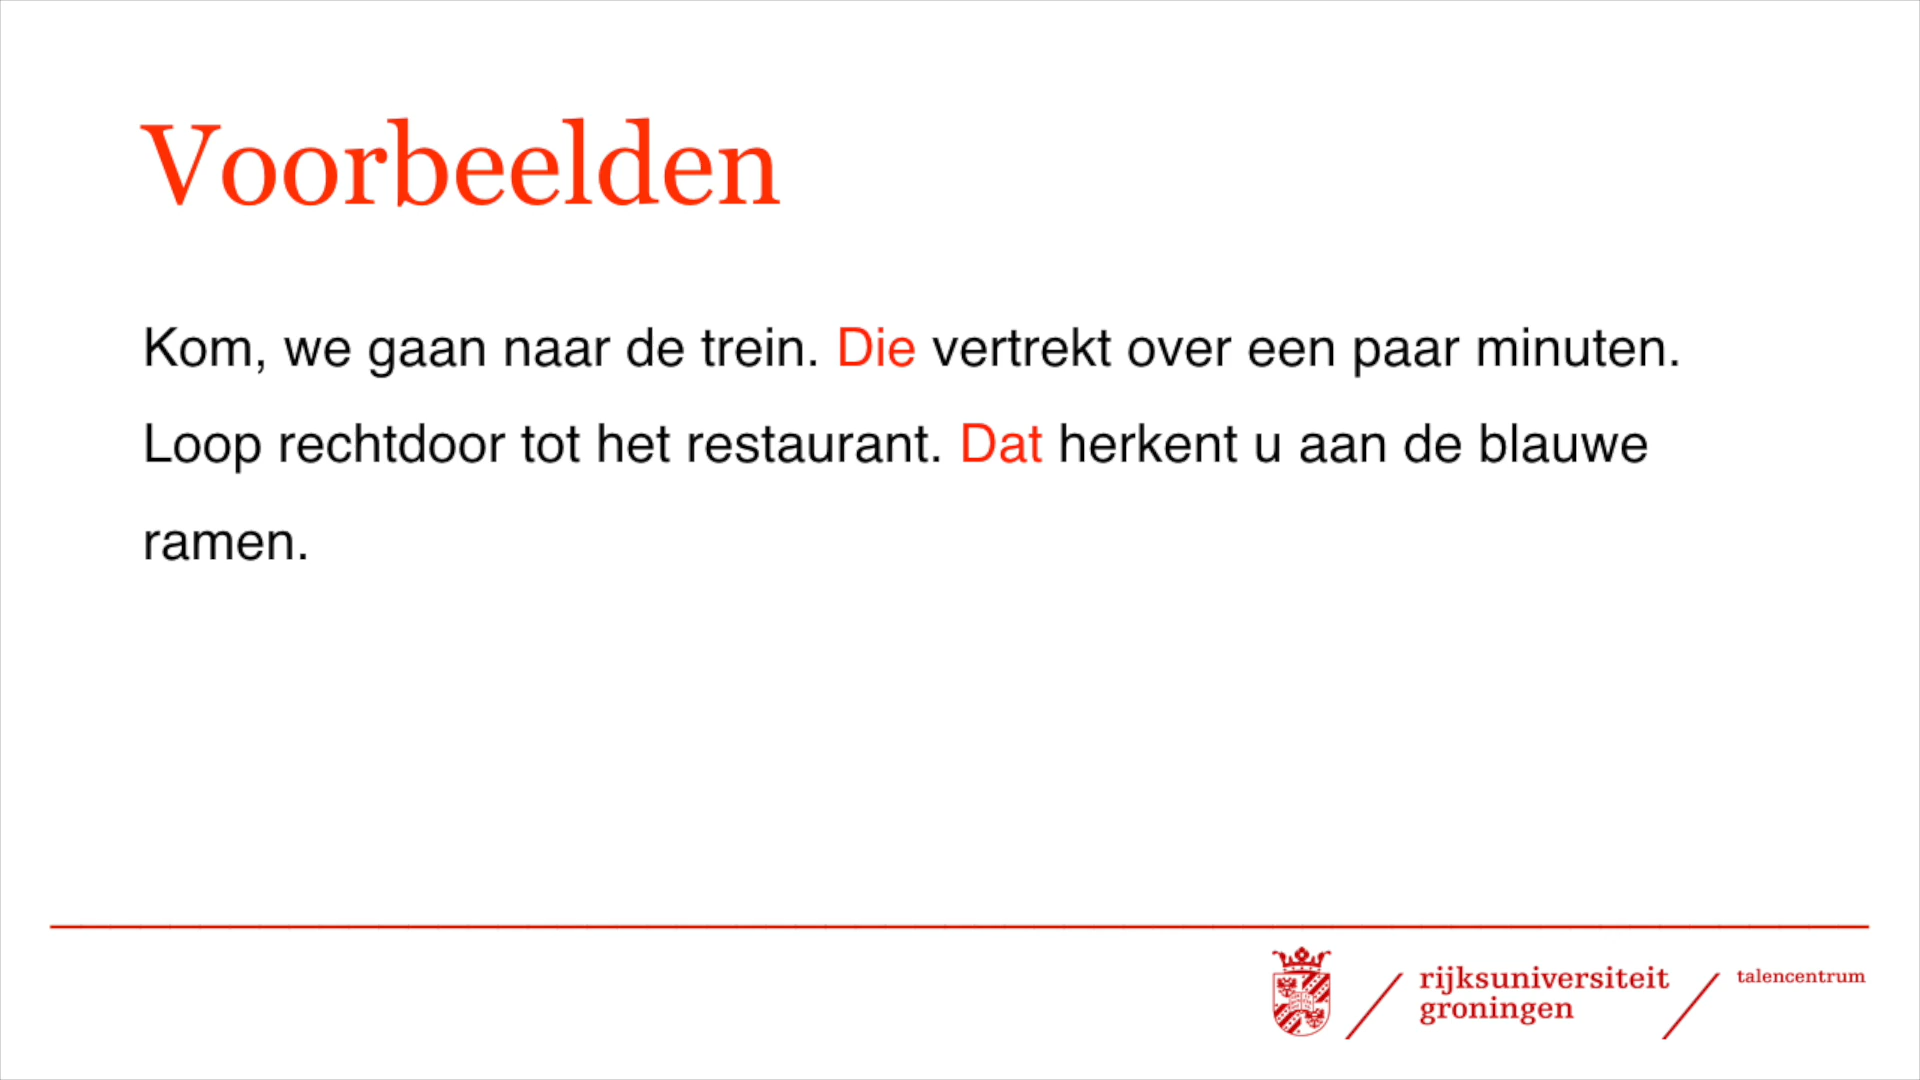 Voorbeelden
Kom, we gaan naar de trein. Die vertrekt over een paar minuten.
Loop rechtdoor tot het restaurant. Dat herkent u aan de blauwe
ramen.
rijksuniversiteit
groningen
talencentrum